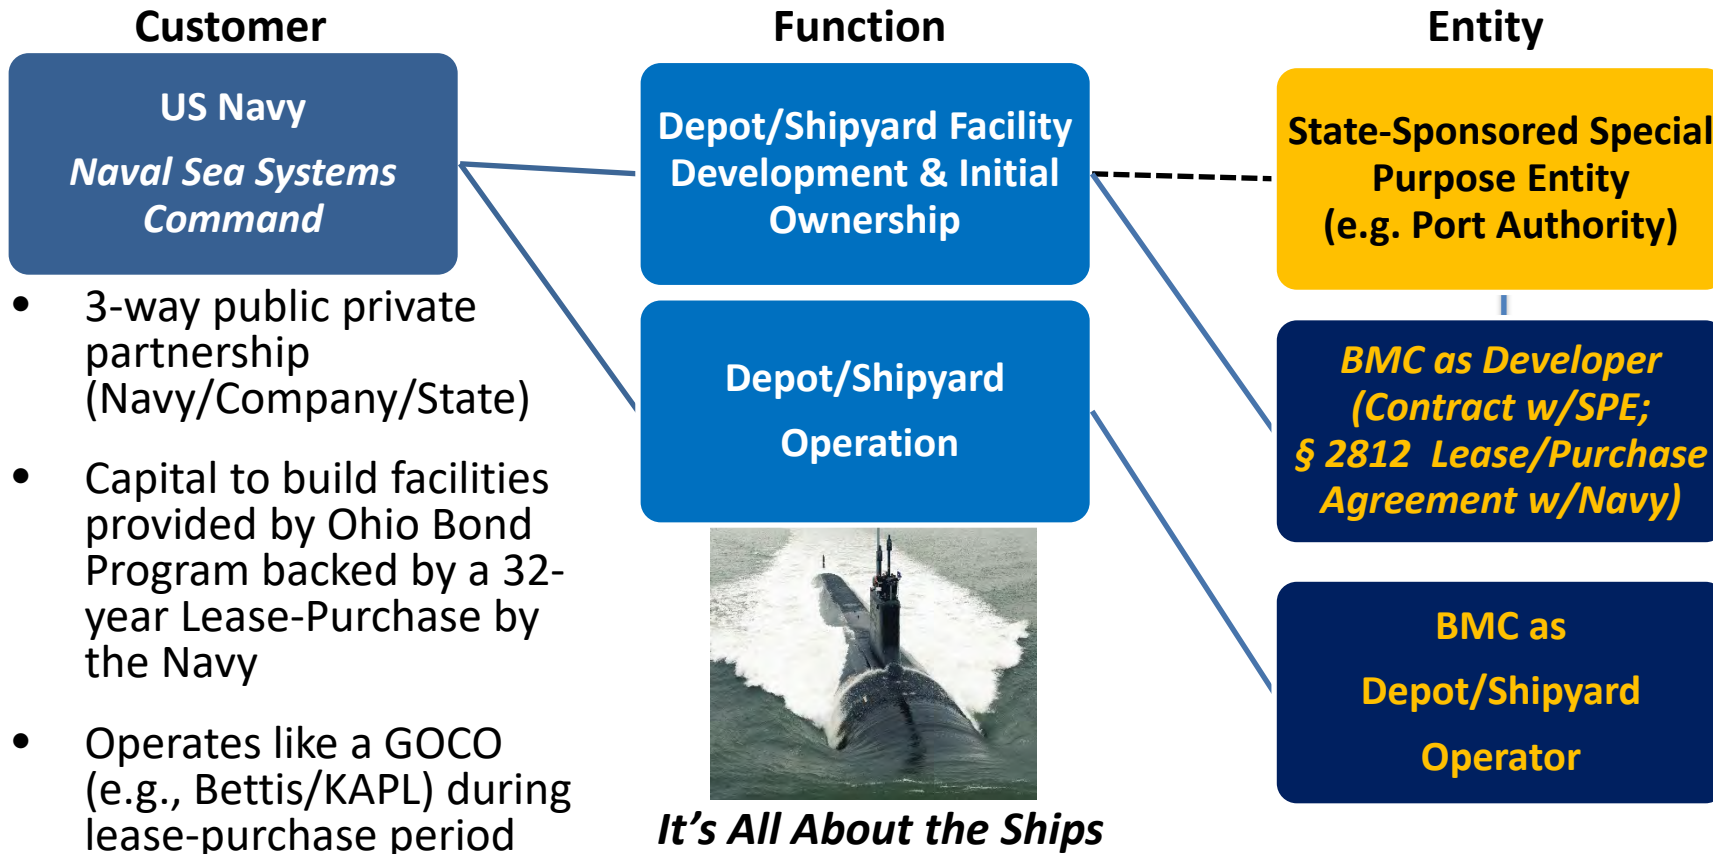 Customer
US Navy
Naval Sea Systems
Command
• 3-way public private
partnership
(Navy/Company/State)
• Capital to build facilities
provided by Ohio Bond
Program backed by a 32-
year Lease-Purchase by
the Navy
• Operates like a GOCO
(e.g., Bettis/KAPL) during
lease-purchase period
Function
Depot/Shipyard Facility
Development & Initial
Ownership
Depot/Shipyard
Operation
It’s All About the Ships
Entity
State-Sponsored Special
Purpose Entity
(e.g. Port Authority)
BMC as Developer
(Contract w/SPE;
§ 2812 Lease/Purchase
Agreement w/Navy)
BMC as
Depot/Shipyard
Operator